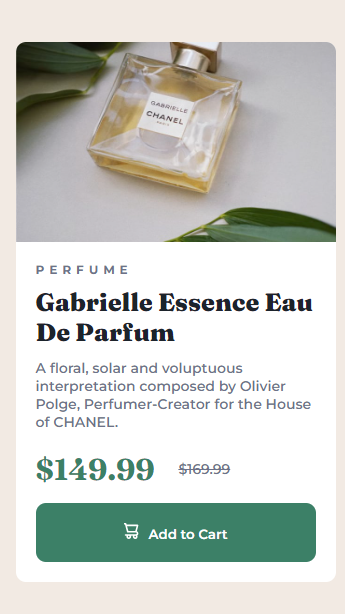 GABRIELLE
CHANEL
PARIS
PERFUME
Gabrielle Essence Eau
De Parfum
A floral, solar and voluptuous
interpretation composed by Olivier
Polge, Perfumer-Creator for the House
of CHANEL.
$149.99 $169.99
Add to Cart